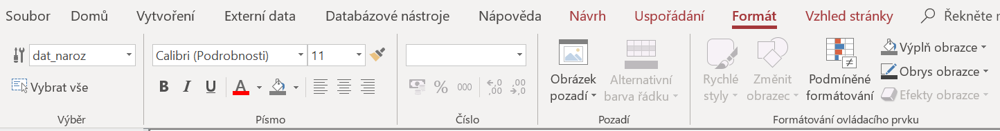 Soubor Domů Vytvoření Externí data Databázové nástroje Nápověda Návrh Uspořádání Formát Vzhled stránky Řekněte
dat_naroz
Vybrat vše
Výběr
Calibri (Podrobnosti) 11
B I U A
Písmo
% 000 ,0 ,00 ,00 ,0
Číslo
Obrázek
pozadí
Alternativní
barva řádku
Pozadí
Rychlé
styly
Změnit
obrazec
Podmíněné
formátování
Výplň obrazce
Obrys obrazce
Efekty obrazce
Formátování ovládacího prvku